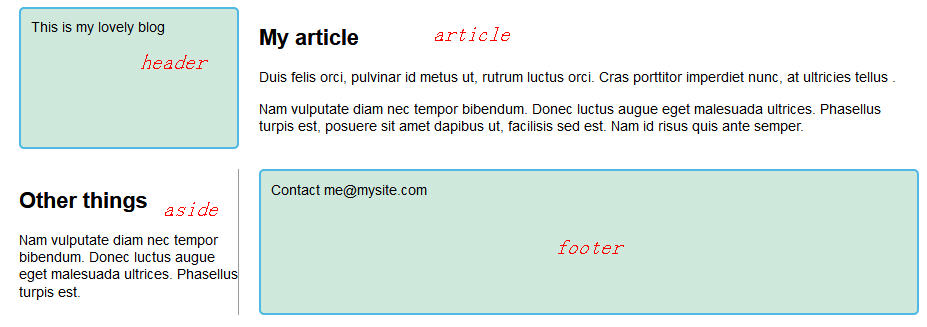 This is my lovely blog
header
My article
article
Duis felis orci, pulvinar id metus ut, rutrum luctus orci. Cras porttitor imperdiet nunc, at ultricies tellus .
Nam vulputate diam nec tempor bibendum. Donec luctus augue eget malesuada ultrices. Phasellus
turpis est, posuere sit amet dapibus ut, facilisis sed est. Nam id risus quis ante semper.
Other things
aside
Nam vulputate diam nec tempor
bibendum. Donec luctus augue
eget malesuada ultrices. Phasellus
turpis est.
Contact me@mysite.com
footer